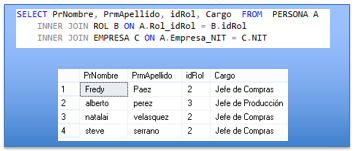 SELECT PrNombre, PrmApellido, idRol, Cargo FROM PERSONA A
INNER JOIN ROL B ON A.Rol_idRol = B.idRol
INNER JOIN EMPRESA C ON A.Empresa_NIT = C.NIT
PrNombre PrmApellido idRol Cargo
1 Fredy Paez 2 Jefe de Compras
2 alberto perez 3 Jefe de Producción
3 natalai velasquez 2 Jefe de Compras
4 steve serrano 2 Jefe de Compras